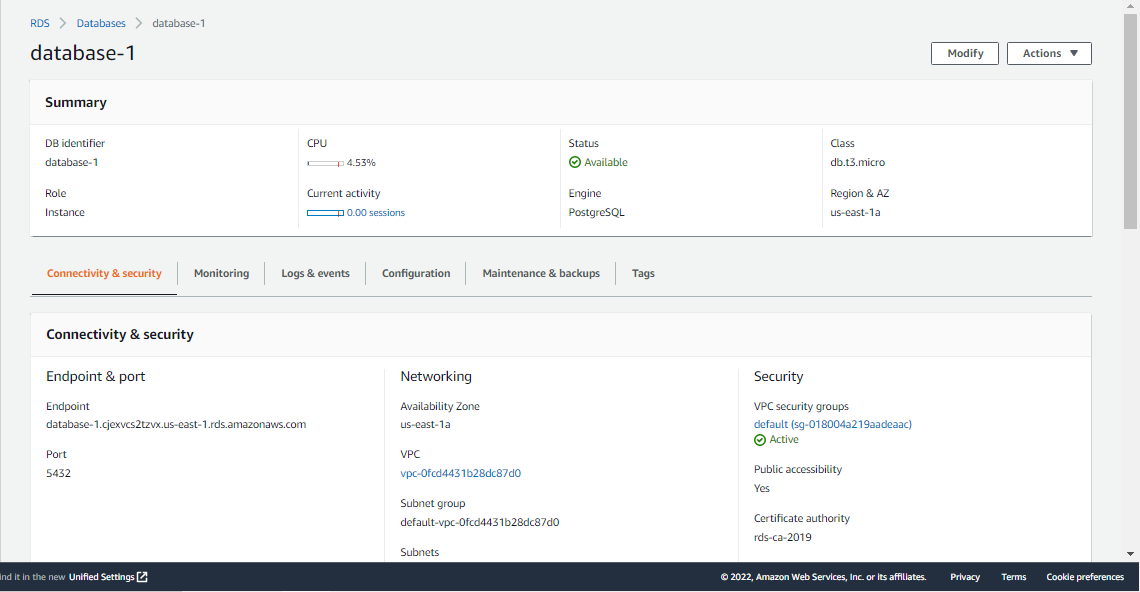 RDS > Databases > database-1
database-1
Modify Actions ▼
Summary
DB identifier CPU Status Class
database-1 4.53% Available db.t3.micro
Role Current activity Engine Region & AZ
Instance 0.00 sessions PostgreSQL us-east-1a
Connectivity & security Monitoring Logs & events Configuration Maintenance & backups Tags
Connectivity & security
Endpoint & port
Endpoint
database-1.cjexvcs2tzvx.us-east-1.rds.amazonaws.com
Port
5432
Networking
Availability Zone
us-east-1a
VPC
vpc-0fcd4431b28dc87d0
Subnet group
default-vpc-0fcd4431b28dc87d0
Subnets
Security
VPC security groups
default (sg-018004a219aadeaac)
Active
Public accessibility
Yes
Certificate authority
rds-ca-2019
ind it in the new Unified Settings © 2022, Amazon Web Services, Inc. or its affiliates. Privacy Terms Cookie preferences